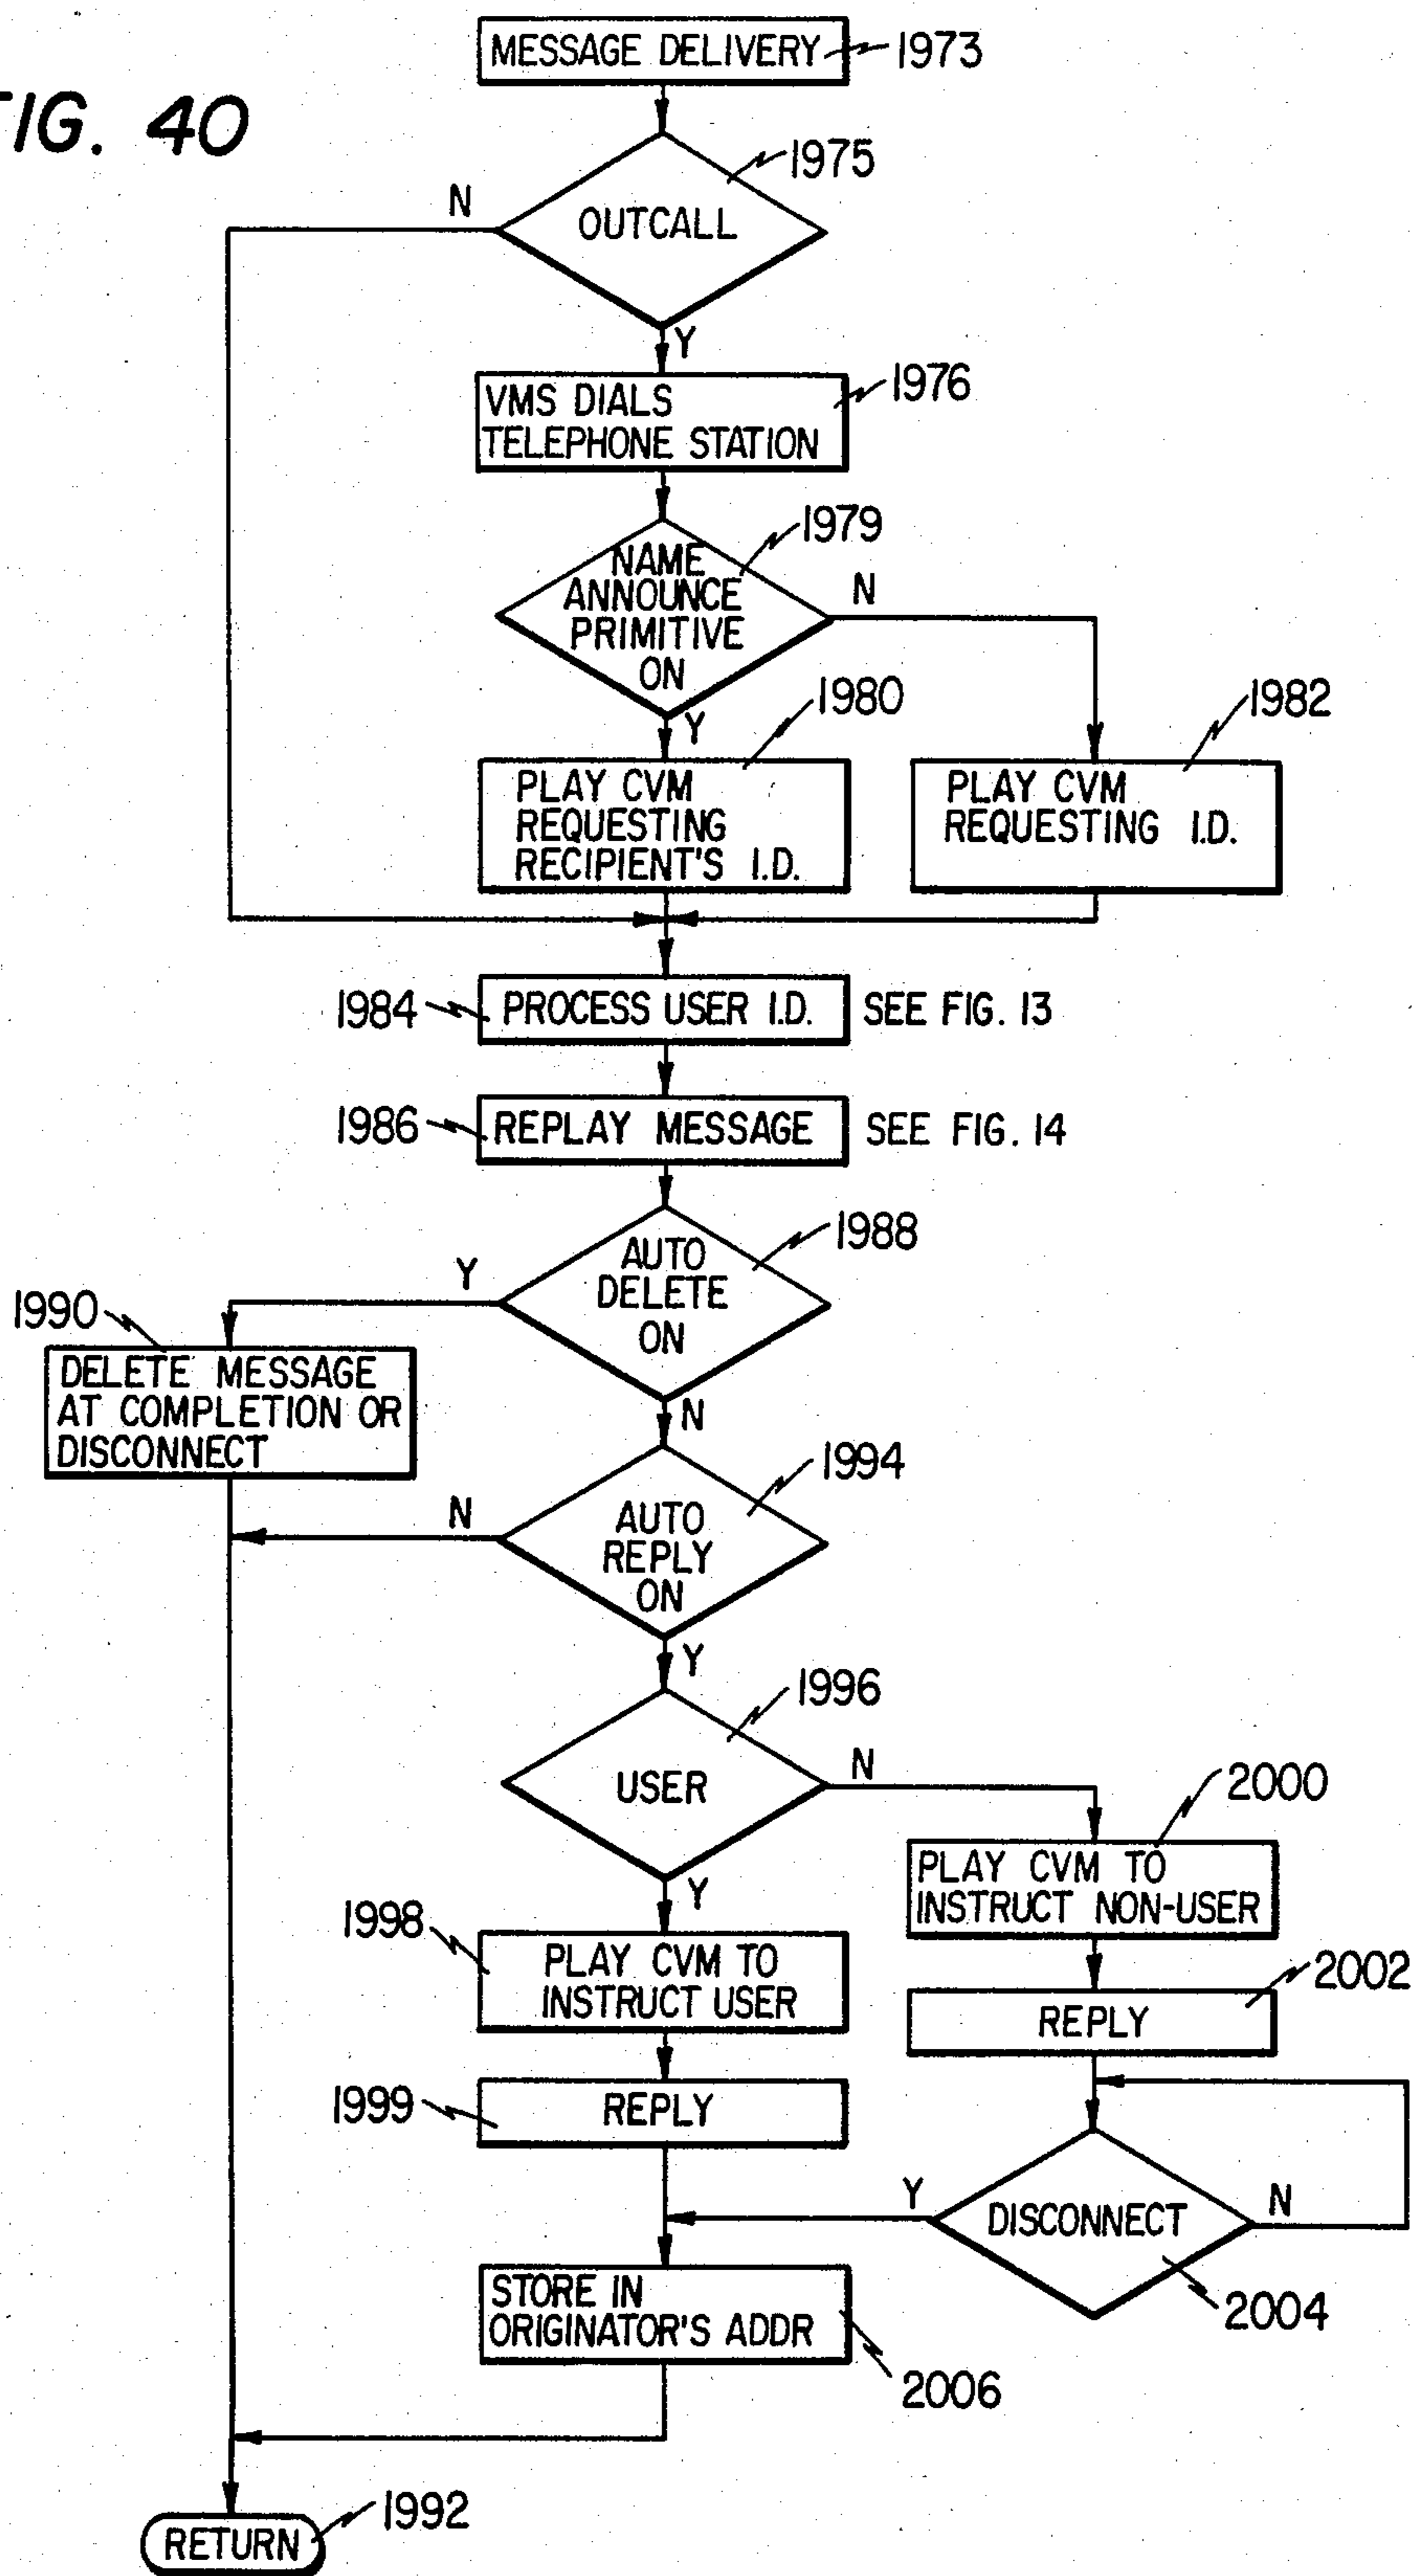 MESSAGE DELIVERY 1973
FIG. 40
1975
N
OUTCALL
Y
1976
VMS DIALS
TELEPHONE STATION
1979
NAME
ANNOUNCE
PRIMITIVE
ON
N
1980
Y
1982
PLAY CVM
REQUESTING
RECIPIENT'S I.D.
PLAY CVM
REQUESTING I.D.
1984 PROCESS USER I.D. SEE FIG. 13
1986 REPLAY MESSAGE SEE FIG. 14
1988
AUTO
DELETE
ON
Y
1990
DELETE MESSAGE
AT COMPLETION OR
DISCONNECT
N
1994
N
AUTO
REPLY
ON
Y
1996
USER
N
2000
PLAY CVM TO
INSTRUCT NON-USER
Y
1998
PLAY CVM TO
INSTRUCT USER
2002
REPLY
1999
REPLY
Y
DISCONNECT
N
2004
STORE IN
ORIGINATOR'S ADDR
2006
1992
RETURN